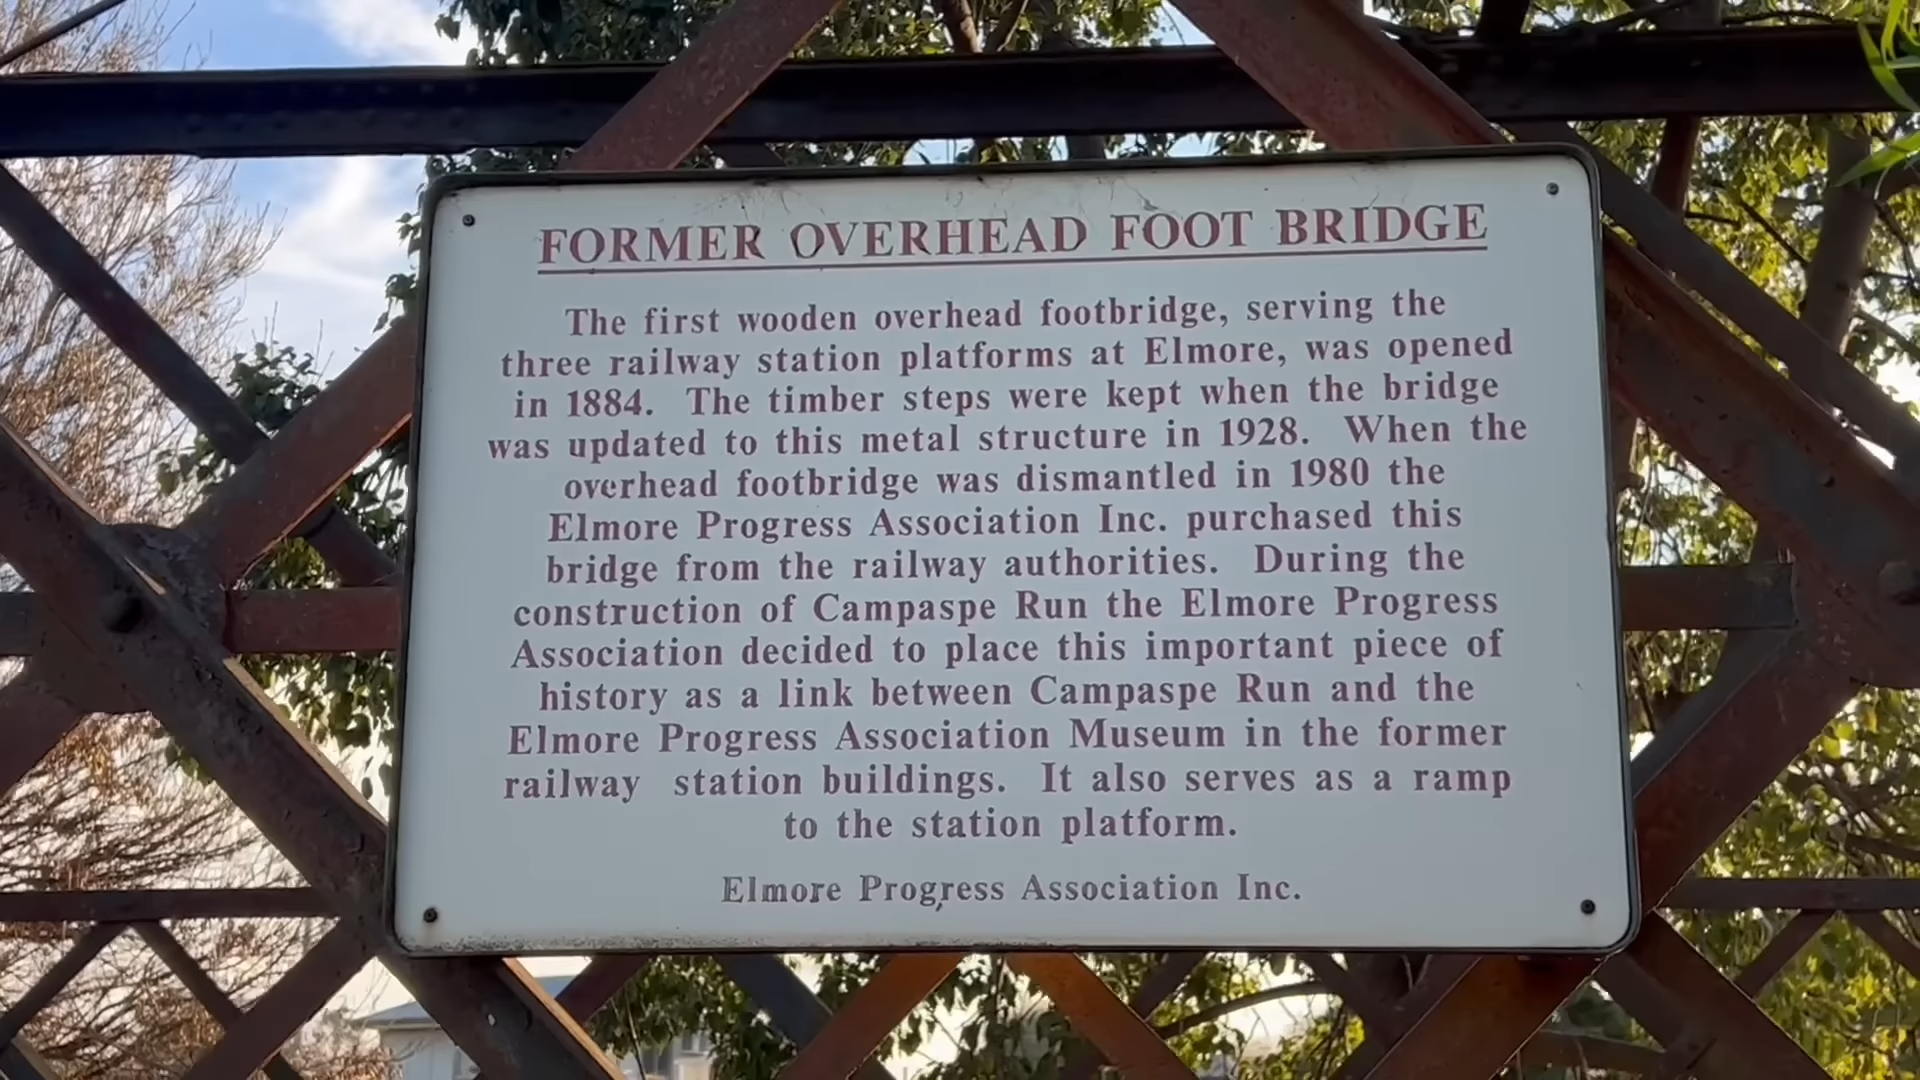 FORMER OVERHEAD FOOT BRIDGE
The first wooden overhead footbridge, serving the
three railway station platforms at Elmore, was opened
in 1884. The timber steps were kept when the bridge
was updated to this metal structure in 1928. When the
overhead footbridge was dismantled in 1980 the
Elmore Progress Association Inc. purchased this
bridge from the railway authorities. During the
construction of Campaspe Run the Elmore Progress
Association decided to place this important piece of
history as a link between Campaspe Run and the
Elmore Progress Association Museum in the former
railway station buildings. It also serves as a ramp
to the station platform.
Elmore Progress Association Inc.